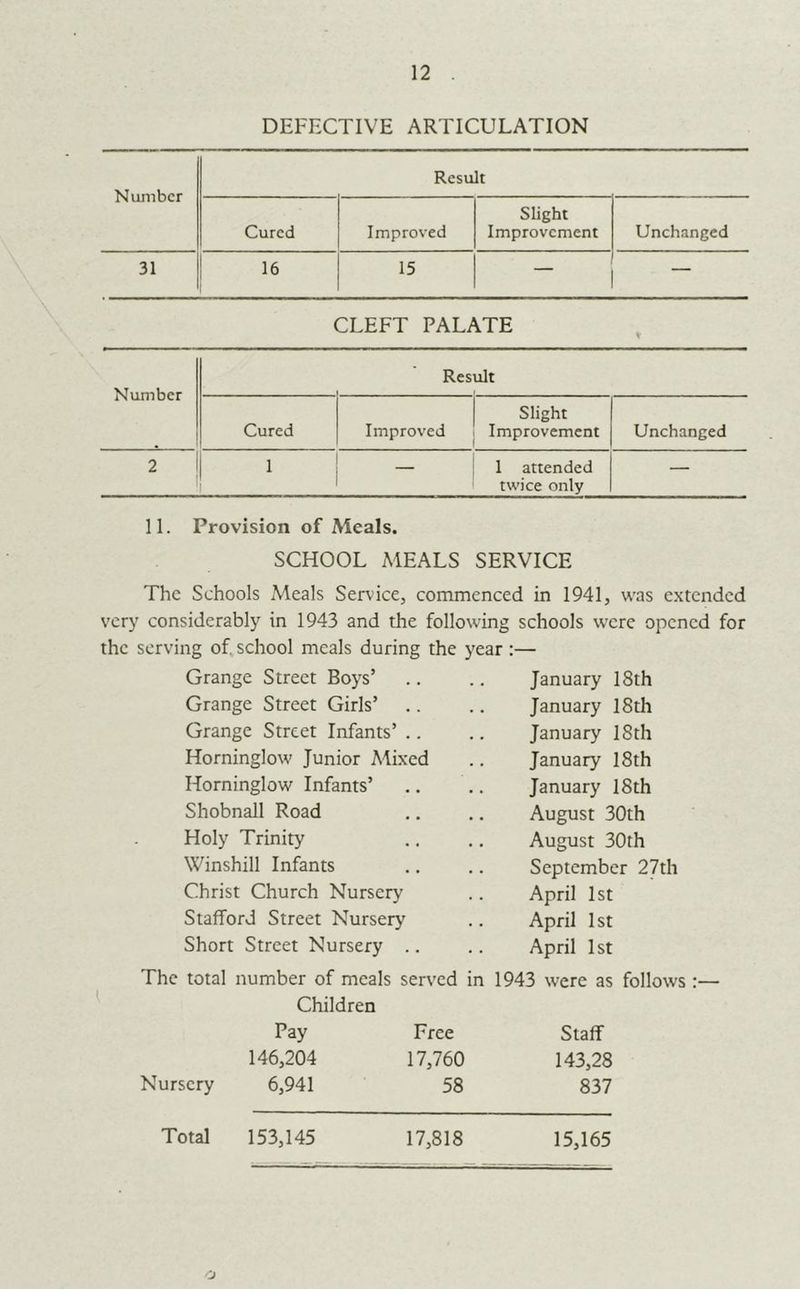 12
DEFECTIVE ARTICULATION
Number Result
Cured Improved Slight Improvement Unchanged
31 16 15 — —
CLEFT PALATE
Number Result
Cured Improved Slight Improvement Unchanged
2 1 — 1 attended twice only —
11. Provision of Meals.
SCHOOL MEALS SERVICE
The Schools Meals Service, commenced in 1941, was extended
very considerably in 1943 and the following schools were opened for
the serving of school meals during the year :—
Grange Street Boys’ .. .. January 18th
Grange Street Girls’ .. .. January 18th
Grange Street Infants’ .. .. January 18th
Horninglow Junior Mixed .. January 18th
Horninglow Infants’ .. .. January 18th
Shobnall Road .. .. August 30th
Holy Trinity .. .. August 30th
Winshill Infants .. .. September 27th
Christ Church Nursery .. April 1st
Stafford Street Nursery .. April 1st
Short Street Nursery .. .. April 1st
The total number of meals served in 1943 were as follows :—
Children
Pay Free Staff
146,204 17,760 143,28
Nursery 6,941 58 837
Total 153,145 17,818 15,165